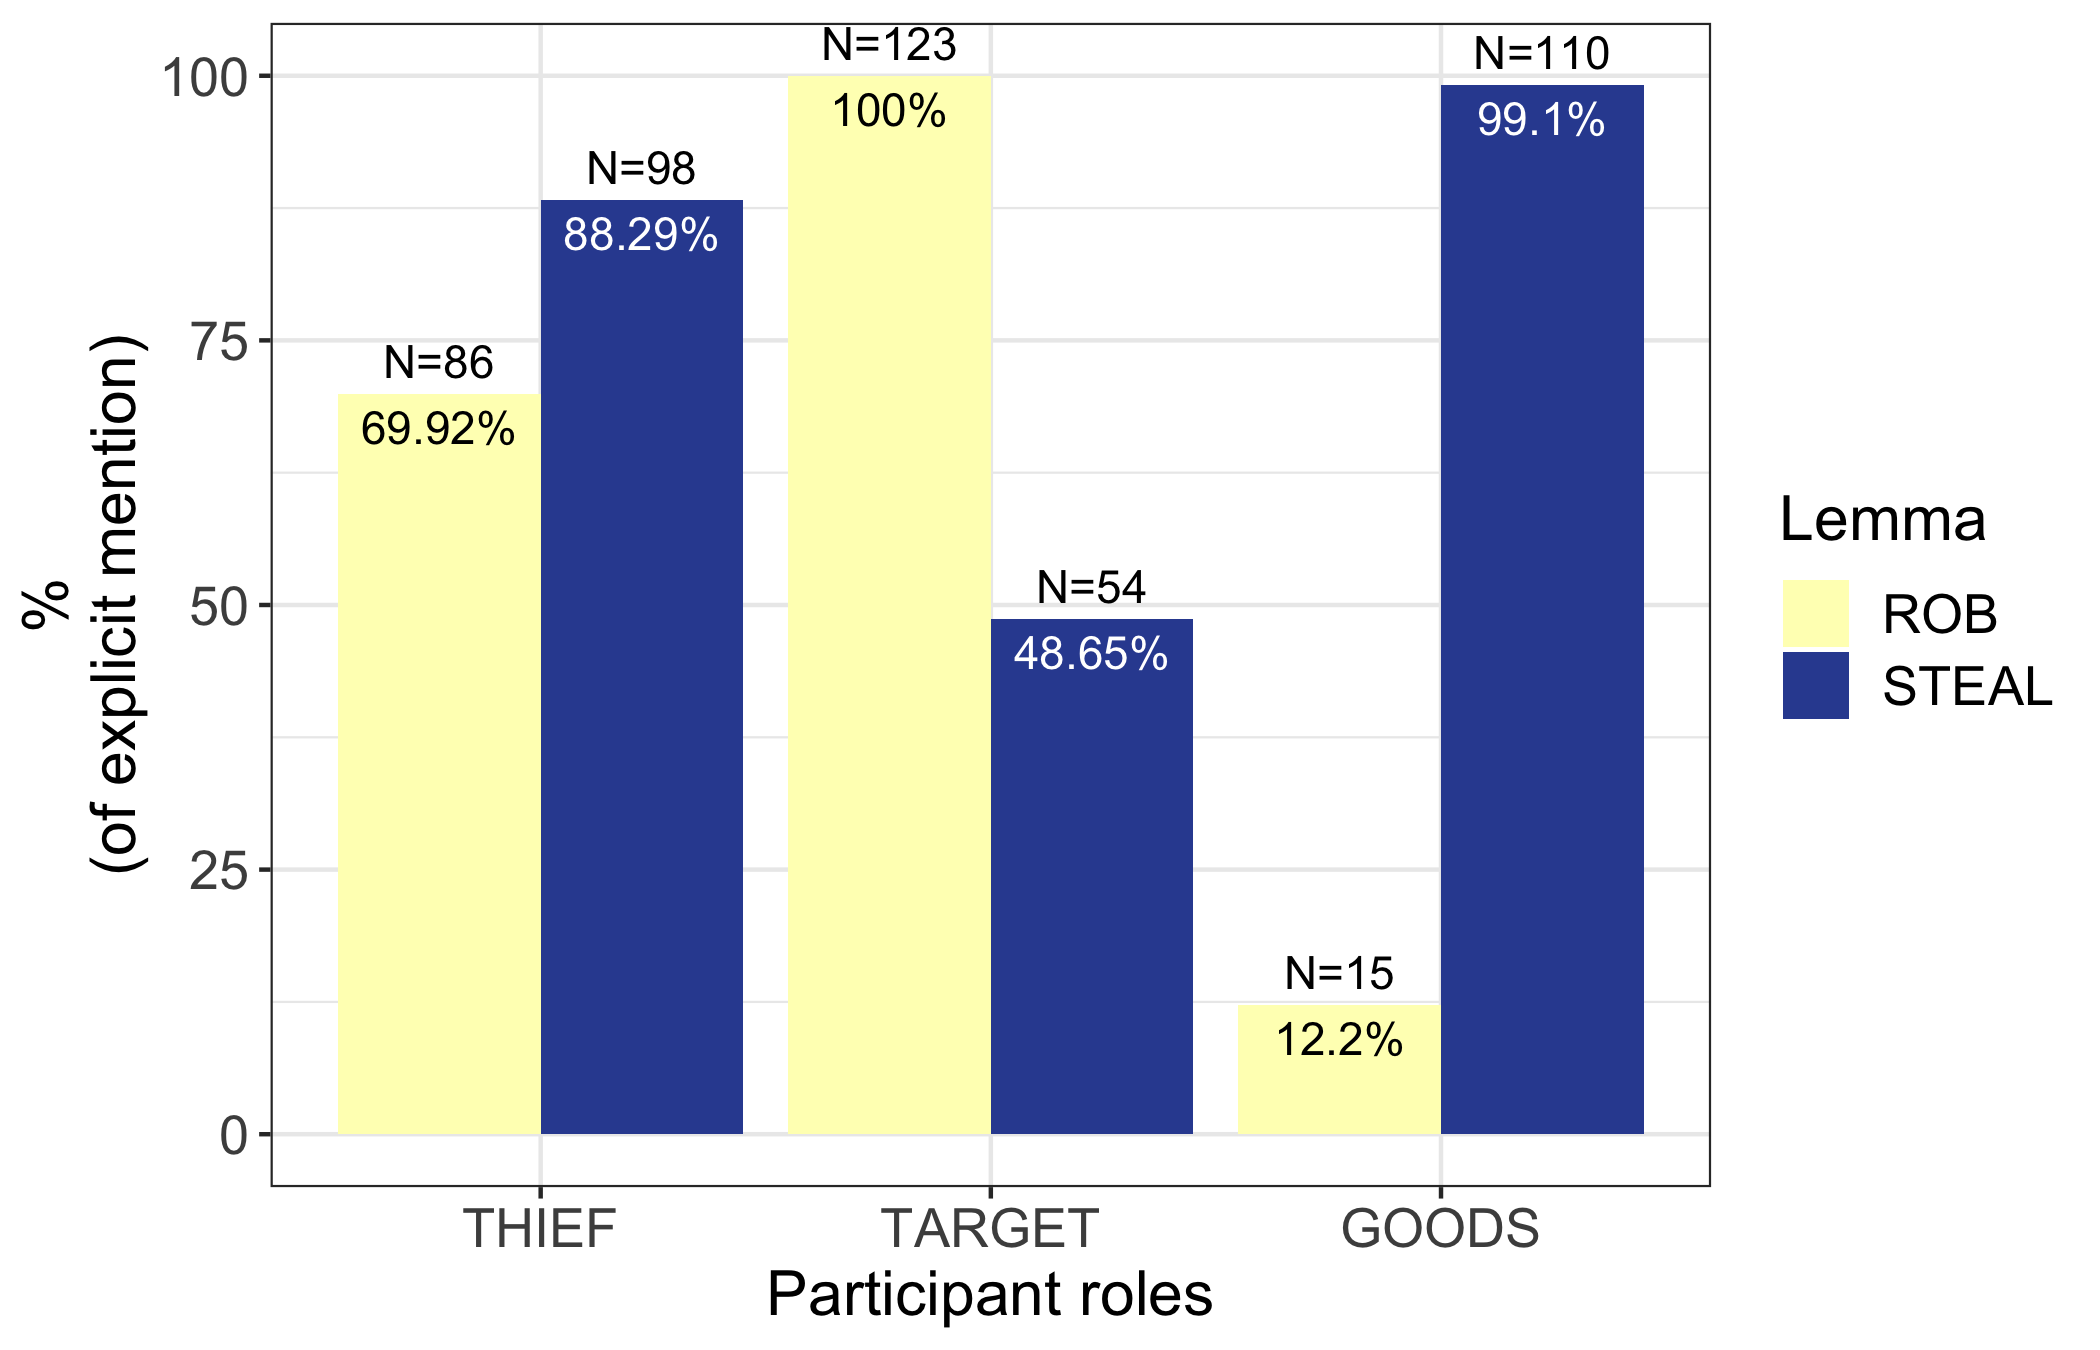 %
(of explicit mention)
100
75
50
25
0
N=86
69.92%
N=98
88.29%
N=123
100%
N=54
48.65%
N=15
12.2%
N=110
99.1%
THIEF
TARGET
GOODS
Participant roles
Lemma
ROB
STEAL